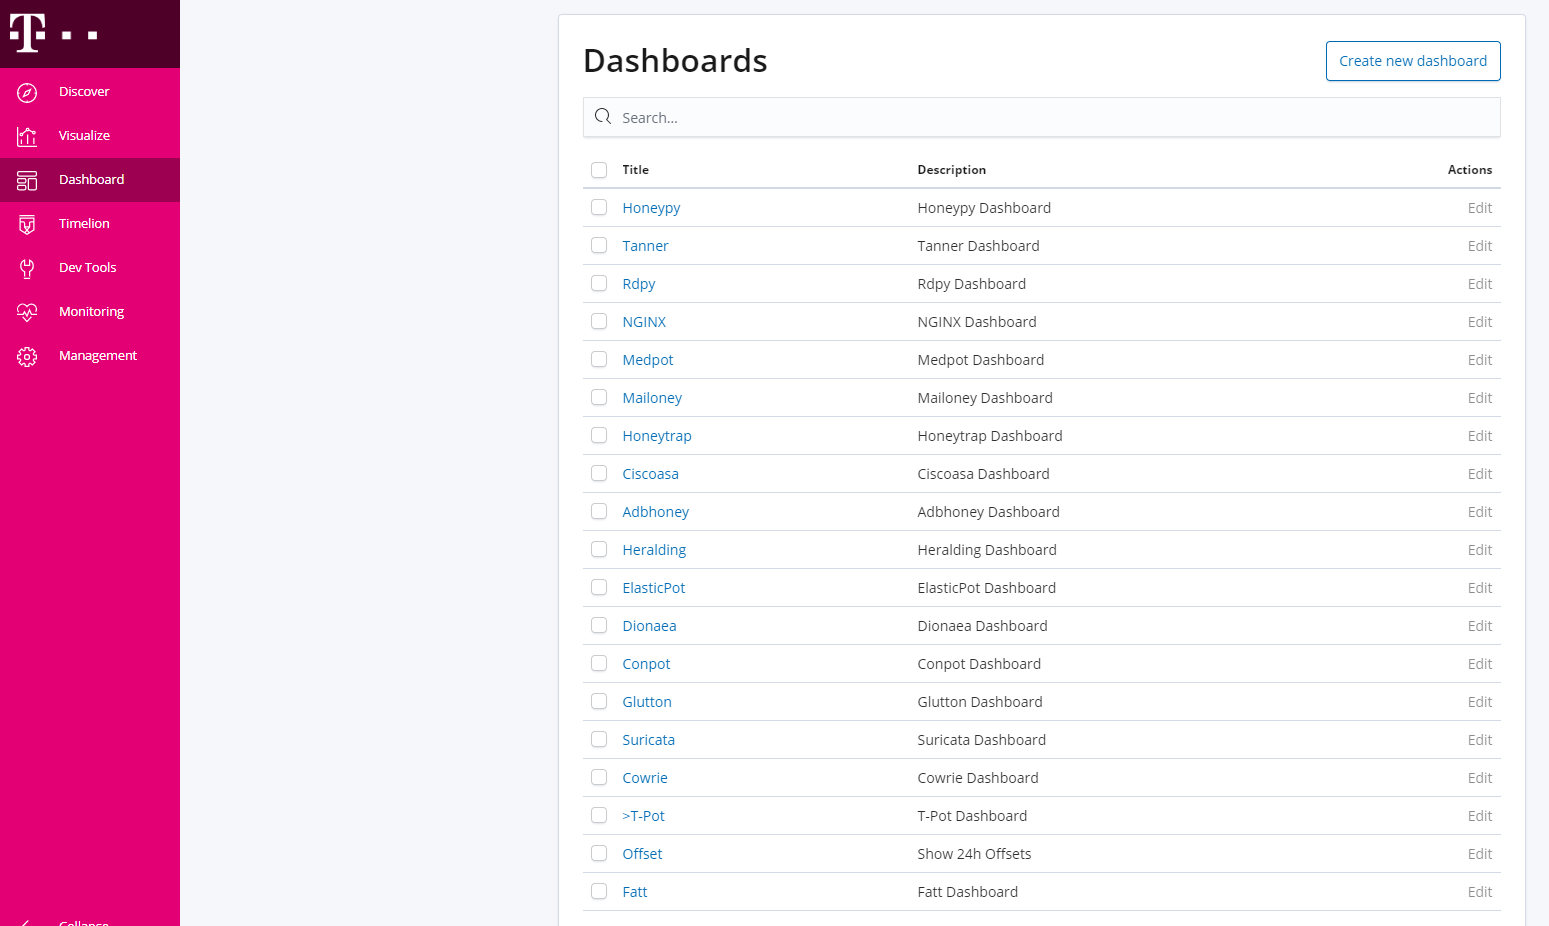 T
Discover
Visualize
Dashboard
Timelion
Dev Tools
Monitoring
Management
Collapse
Dashboards
Create new dashboard
Search...
Title Description Actions
Honeypy Honeypy Dashboard Edit
Tanner Tanner Dashboard Edit
Rdpy Rdpy Dashboard Edit
NGINX NGINX Dashboard Edit
Medpot Medpot Dashboard Edit
Mailoney Mailoney Dashboard Edit
Honeytrap Honeytrap Dashboard Edit
Ciscoasa Ciscoasa Dashboard Edit
Adbhoney Adbhoney Dashboard Edit
Heralding Heralding Dashboard Edit
ElasticPot ElasticPot Dashboard Edit
Dionaea Dionaea Dashboard Edit
Conpot Conpot Dashboard Edit
Glutton Glutton Dashboard Edit
Suricata Suricata Dashboard Edit
Cowrie Cowrie Dashboard Edit
>T-Pot T-Pot Dashboard Edit
Offset Show 24h Offsets Edit
Fatt Fatt Dashboard Edit